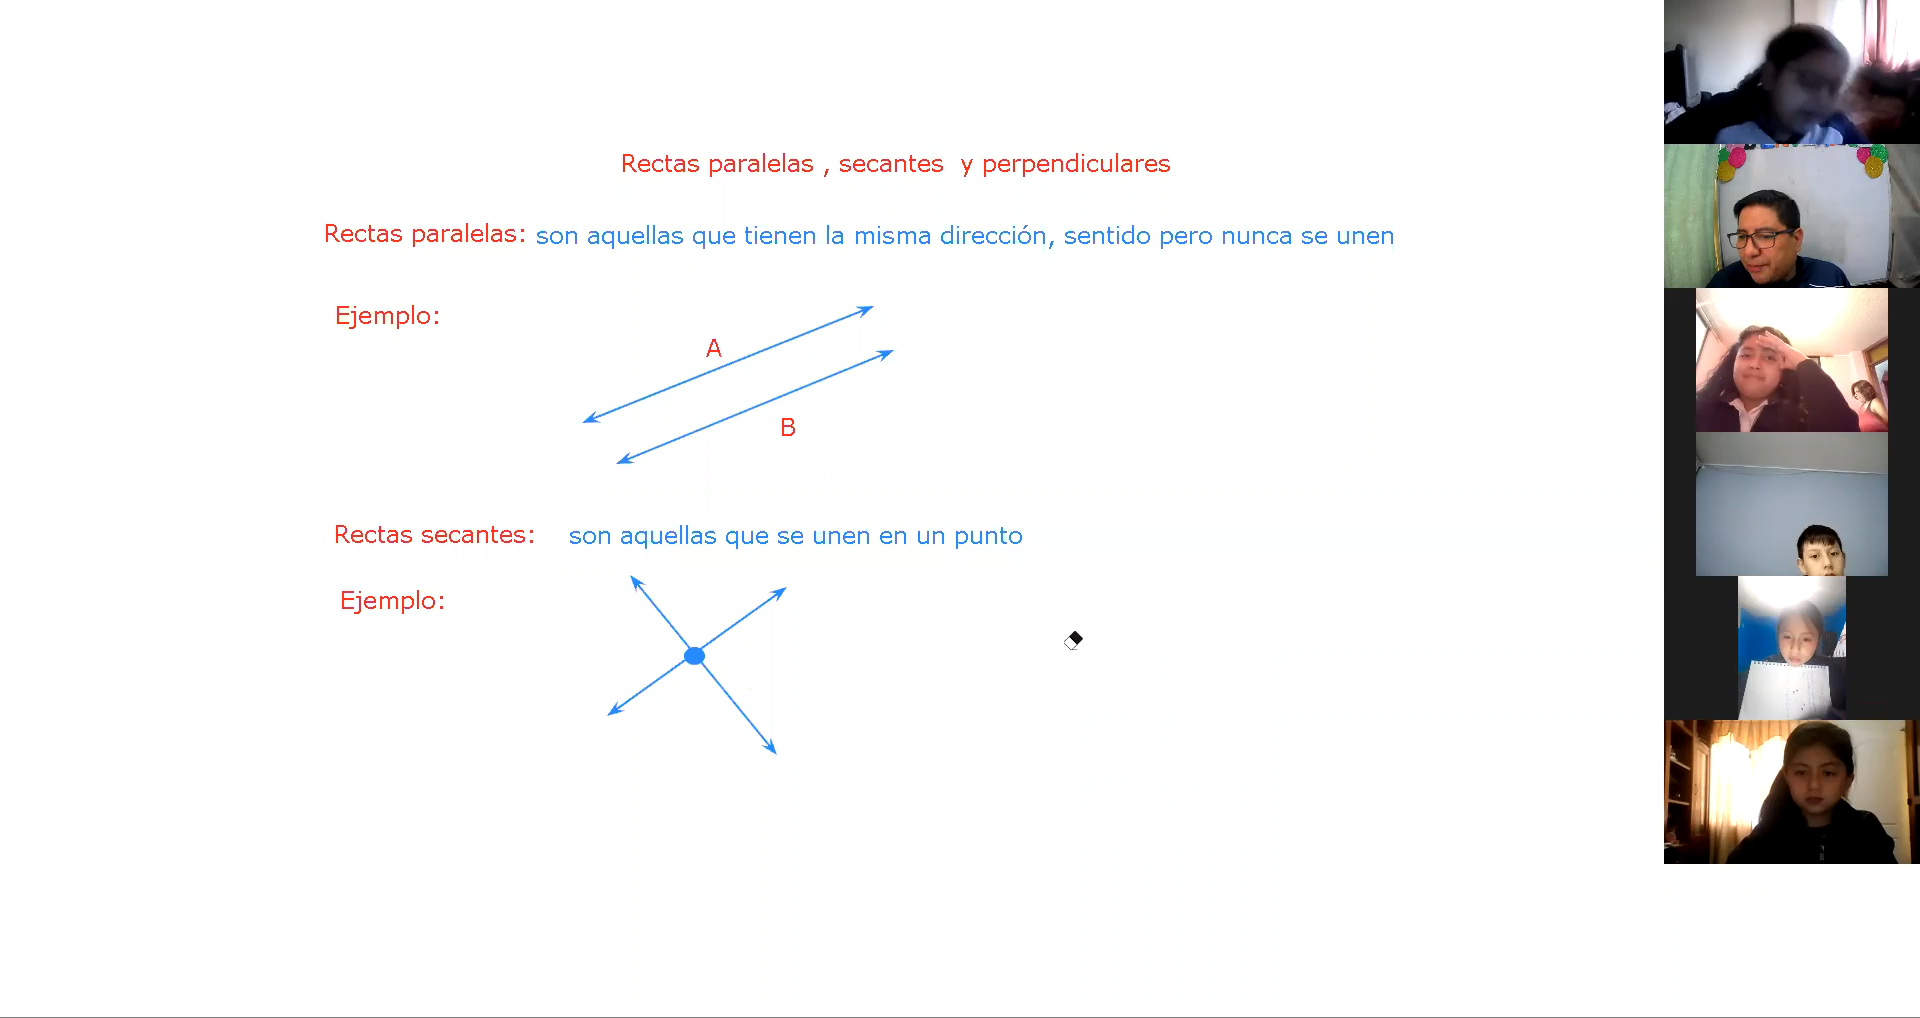 Rectas paralelas , secantes y perpendiculares
Rectas paralelas: son aquellas que tienen la misma dirección, sentido pero nunca se unen
Ejemplo:
A
B
Rectas secantes: son aquellas que se unen en un punto
Ejemplo: